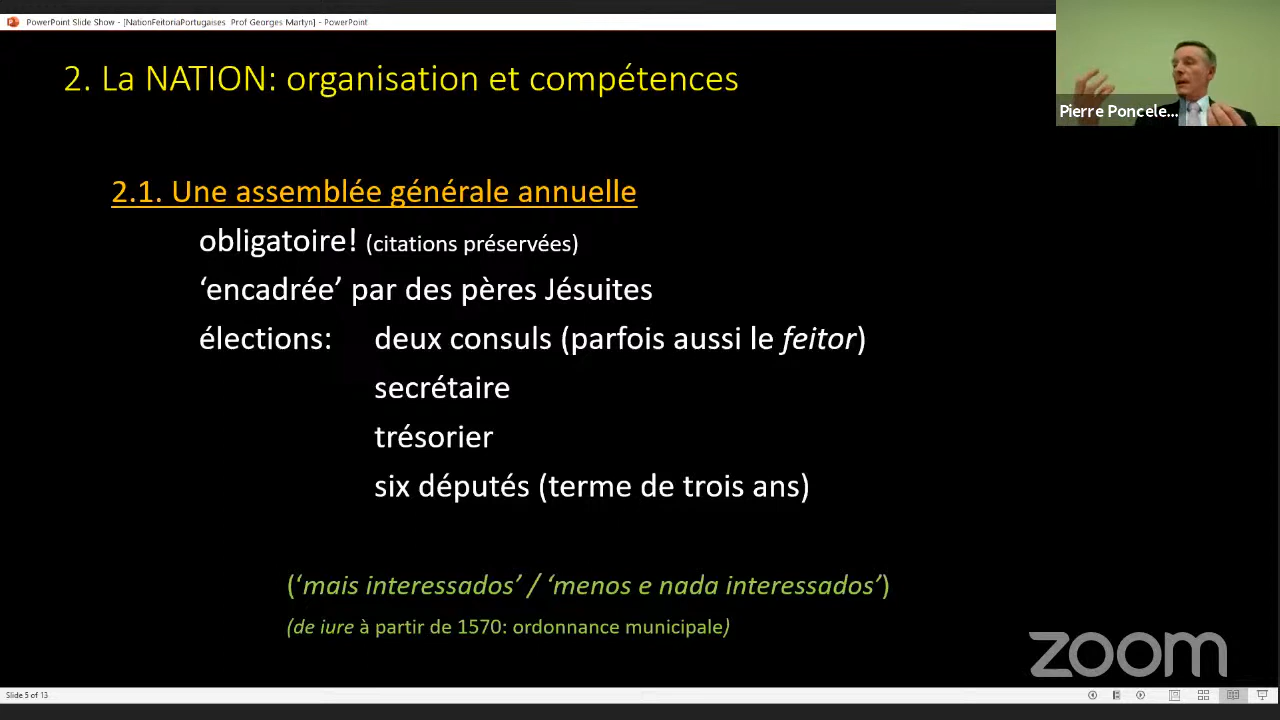 PowerPoint Slide Show - [NationFeitoriaPortugaises Prof Georges Martyn] - PowerPoint
Pierre Poncele...
2. La NATION: organisation et compétences
2.1. Une assemblée générale annuelle
obligatoire! (citations préservées)
‘encadrée’ par des pères Jésuites
élections: deux consuls (parfois aussi le feitor)
secrétaire
trésorier
six députés (terme de trois ans)
(‘mais interessados’ / ‘menos e nada interessados’)
(de iure à partir de 1570: ordonnance municipale)
zoom
Slide 5 of 13